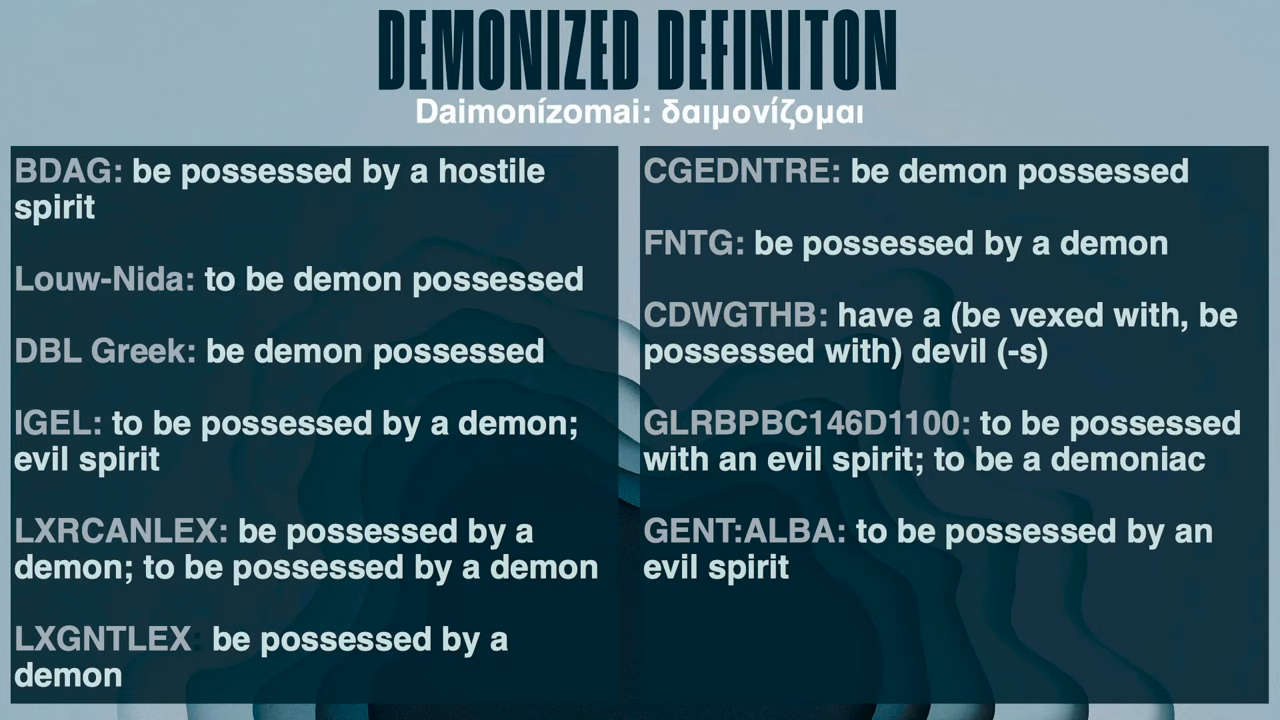 DEMONIZED DEFINITON
Daimonízomai: δαιμονίζομαι
BDAG: be possessed by a hostile
spirit
Louw-Nida: to be demon possessed
DBL Greek: be demon possessed
IGEL: to be possessed by a demon;
evil spirit
LXRCANLEX: be possessed by a
demon; to be possessed by a demon
LXGNTLEX: be possessed by a
demon
CGEDNTRE: be demon possessed
FNTG: be possessed by a demon
CDWGTHB: have a (be vexed with, be
possessed with) devil (-s)
GLRBPBC146D1100: to be possessed
with an evil spirit; to be a demoniac
GENT:ALBA: to be possessed by an
evil spirit